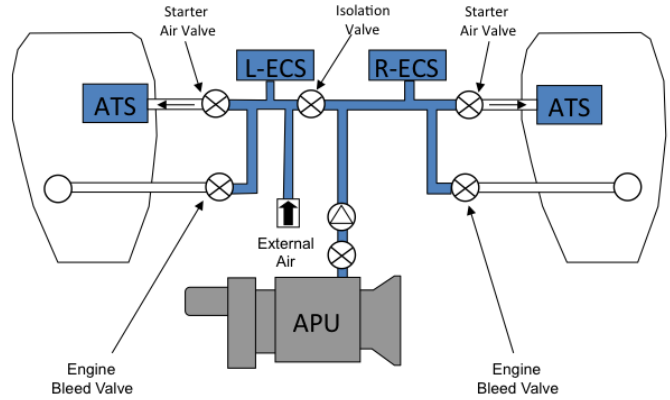 Starter
Air Valve
Isolation
Valve
Starter
Air Valve
L-ECS
R-ECS
ATS
ATS
External
Air
APU
Engine
Bleed Valve
Engine
Bleed Valve